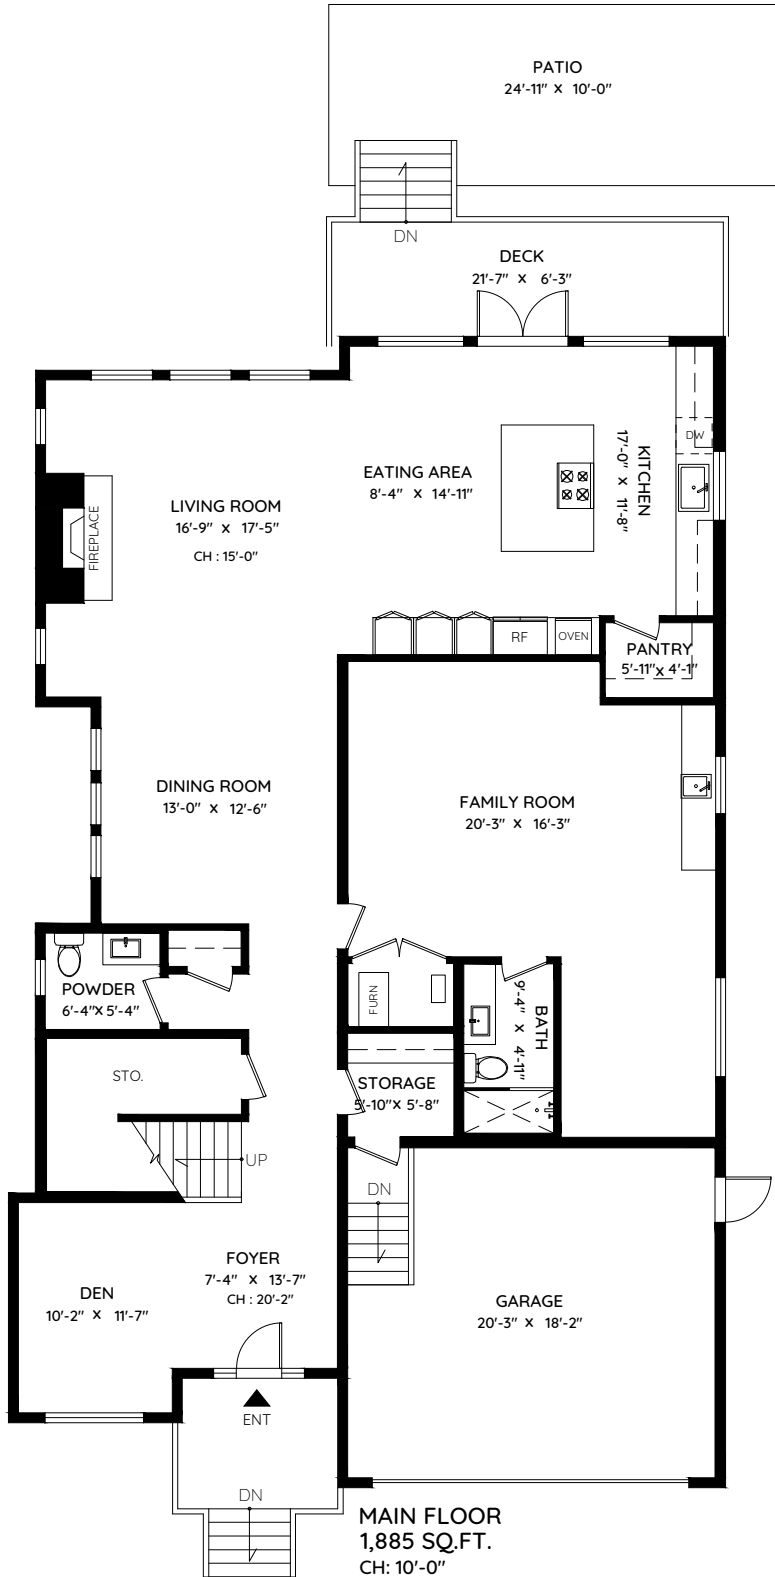 PATIO
24'-11" x 10'-0"
DN
DECK
21'-7" x 6'-3"
DW
KITCHEN
17'-0" x 11'-8"
EATING AREA
8'-4" x 14'-11"
LIVING ROOM
16'-9" x 17'-5"
CH : 15'-0"
FIREPLACE
RF
OVEN
PANTRY
5'-11" x 4'-1"
DINING ROOM
13'-0" x 12'-6"
FAMILY ROOM
20'-3" x 16'-3"
POWDER
6'-4" x 5'-4"
FURN
BATH
9'-4" x 4'-11"
STO.
STORAGE
5'-10" x 5'-8"
UP
DN
FOYER
7'-4" x 13'-7"
CH : 20'-2"
DEN
10'-2" x 11'-7"
GARAGE
20'-3" x 18'-2"
ENT
DN
MAIN FLOOR
1,885 SQ.FT.
CH: 10'-0"